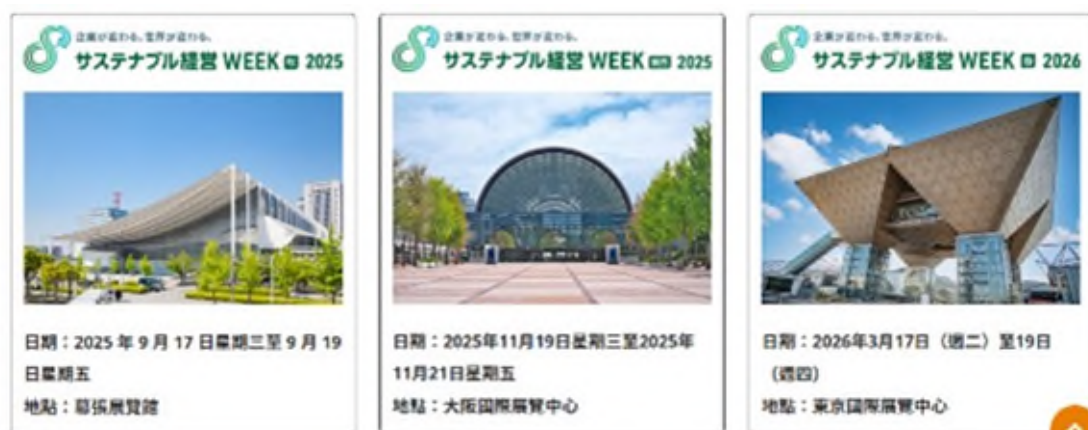 企業が変わる、世界が変わる。
サステナブル経営 WEEK 秋 2025
日期：2025 年 9 月 17 日星期三至 9 月 19
日星期五
地點：幕張展覽館
企業が変わる、世界が変わる。
サステナブル経営 WEEK 関西 2025
日期：2025年11月19日星期三至2025年
11月21日星期五
地點：大阪國際展覽中心
企業が変わる、世界が変わる。
サステナブル経営 WEEK 春 2026
日期：2026年3月17日（週二）至19日
（週四）
地點：東京國際展覽中心